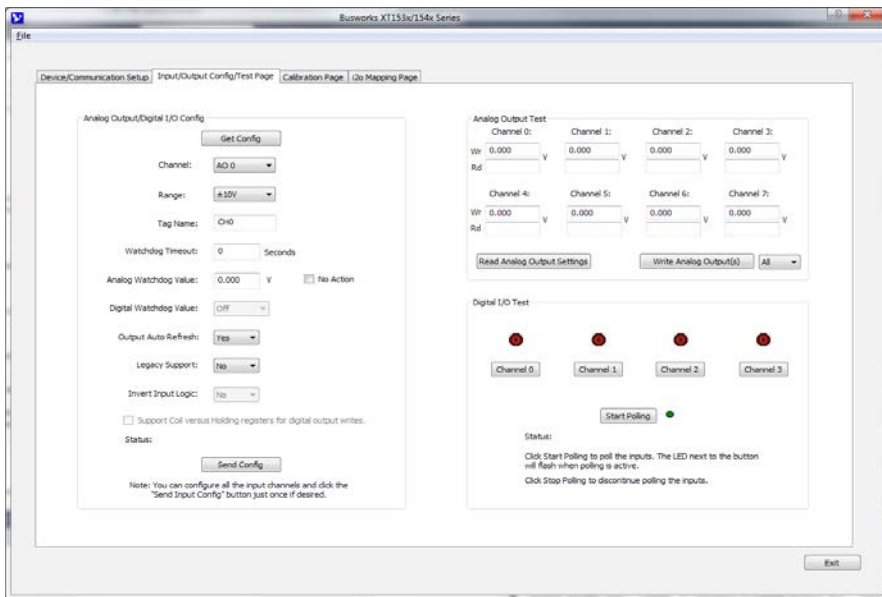 Busworks XT153x/154x Series
File
Device/Communication Setup
Input/Output Config/Test Page
Calibration Page
i2o Mapping Page
Analog Output/Digital I/O Config
Get Config
Channel: AO 0
Range: ±10V
Tag Name: CH0
Watchdog Timeout: 0 Seconds
Analog Watchdog Value: 0.000 V No Action
Digital Watchdog Value: Off
Output Auto Refresh: Yes
Legacy Support: No
Invert Input Logic: No
Support Coil versus Holding registers for digital output writes.
Status:
Send Config
Note: You can configure all the input channels and click the
"Send Input Config" button just once if desired.
Analog Output Test
Channel 0: Channel 1: Channel 2: Channel 3:
Wr 0.000 V 0.000 V 0.000 V 0.000 V
Rd
Channel 4: Channel 5: Channel 6: Channel 7:
Wr 0.000 V 0.000 V 0.000 V 0.000 V
Rd
Read Analog Output Settings
Write Analog Output(s) All
Digital I/O Test
Channel 0 Channel 1 Channel 2 Channel 3
Start Polling
Status:
Click Start Polling to poll the inputs. The LED next to the button
will flash when polling is active.
Click Stop Polling to discontinue polling the inputs.
Exit